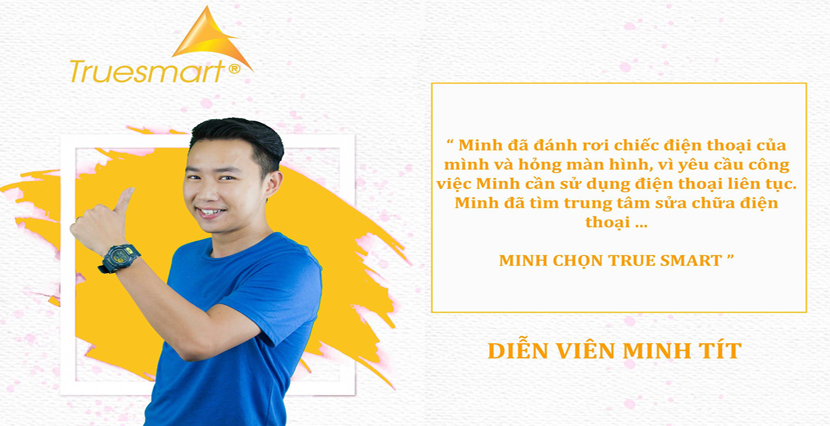 Truesmart®
“ Minh đã đánh rơi chiếc điện thoại của
mình và hỏng màn hình, vì yêu cầu công
việc Minh cần sử dụng điện thoại liên tục.
Minh đã tìm trung tâm sửa chữa điện
thoại ...
MINH CHỌN TRUE SMART ”
DIỄN VIÊN MINH TÍT